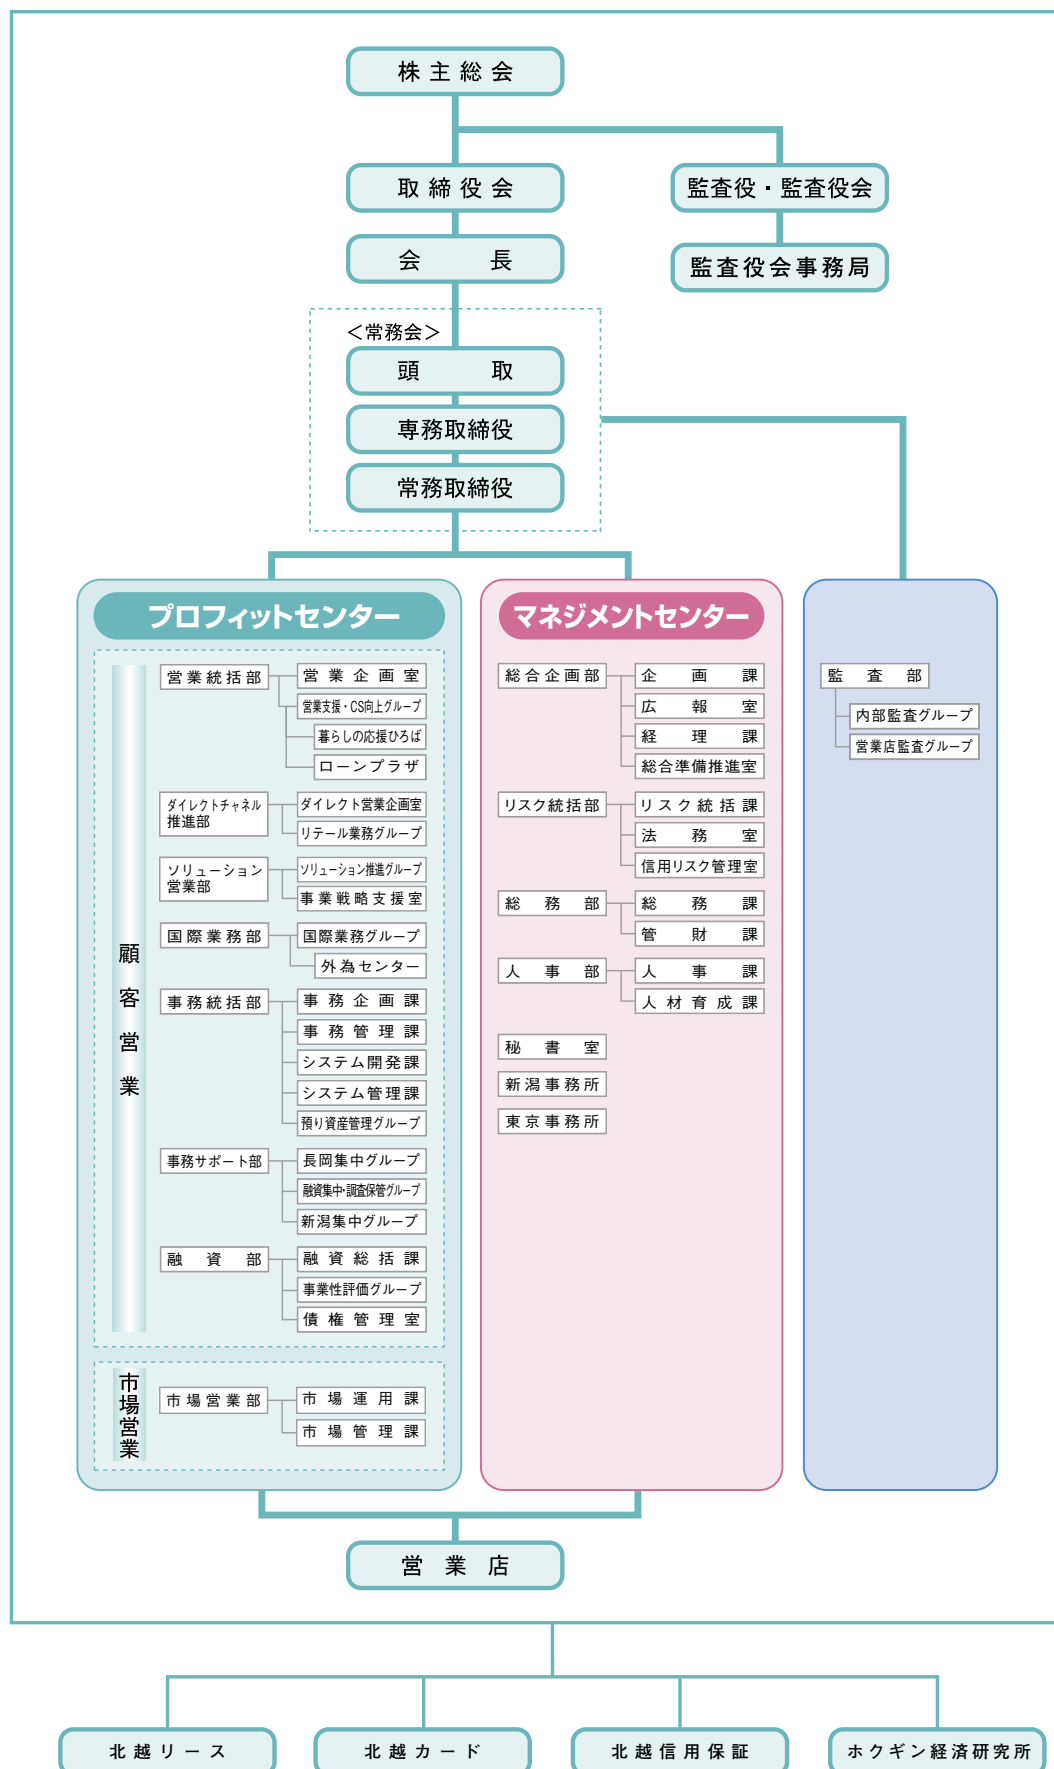 株主総会
取締役会
監査役・監査役会
会長
監査役会事務局
＜常務会＞
頭取
専務取締役
常務取締役
プロフィットセンター
顧客営業
営業統括部
営業企画室
営業支援・CS向上グループ
暮らしの応援ひろば
ローンプラザ
ダイレクトチャネル
推進部
ダイレクト営業企画室
リテール業務グループ
ソリューション
営業部
ソリューション推進グループ
事業戦略支援室
国際業務部
国際業務グループ
外為センター
事務統括部
事務企画課
事務管理課
システム開発課
システム管理課
預り資産管理グループ
事務サポート部
長岡集中グループ
融資集中・調査保管グループ
新潟集中グループ
融資部
融資総括課
事業性評価グループ
債権管理室
市場営業
市場営業部
市場運用課
市場管理課
マネジメントセンター
総合企画部
企画課
広報室
経理課
総合準備推進室
リスク統括部
リスク統括課
法務室
信用リスク管理室
総務部
総務課
管財課
人事部
人事課
人材育成課
秘書室
新潟事務所
東京事務所
監査部
内部監査グループ
営業店監査グループ
営業店
北越リース
北越カード
北越信用保証
ホクギン経済研究所